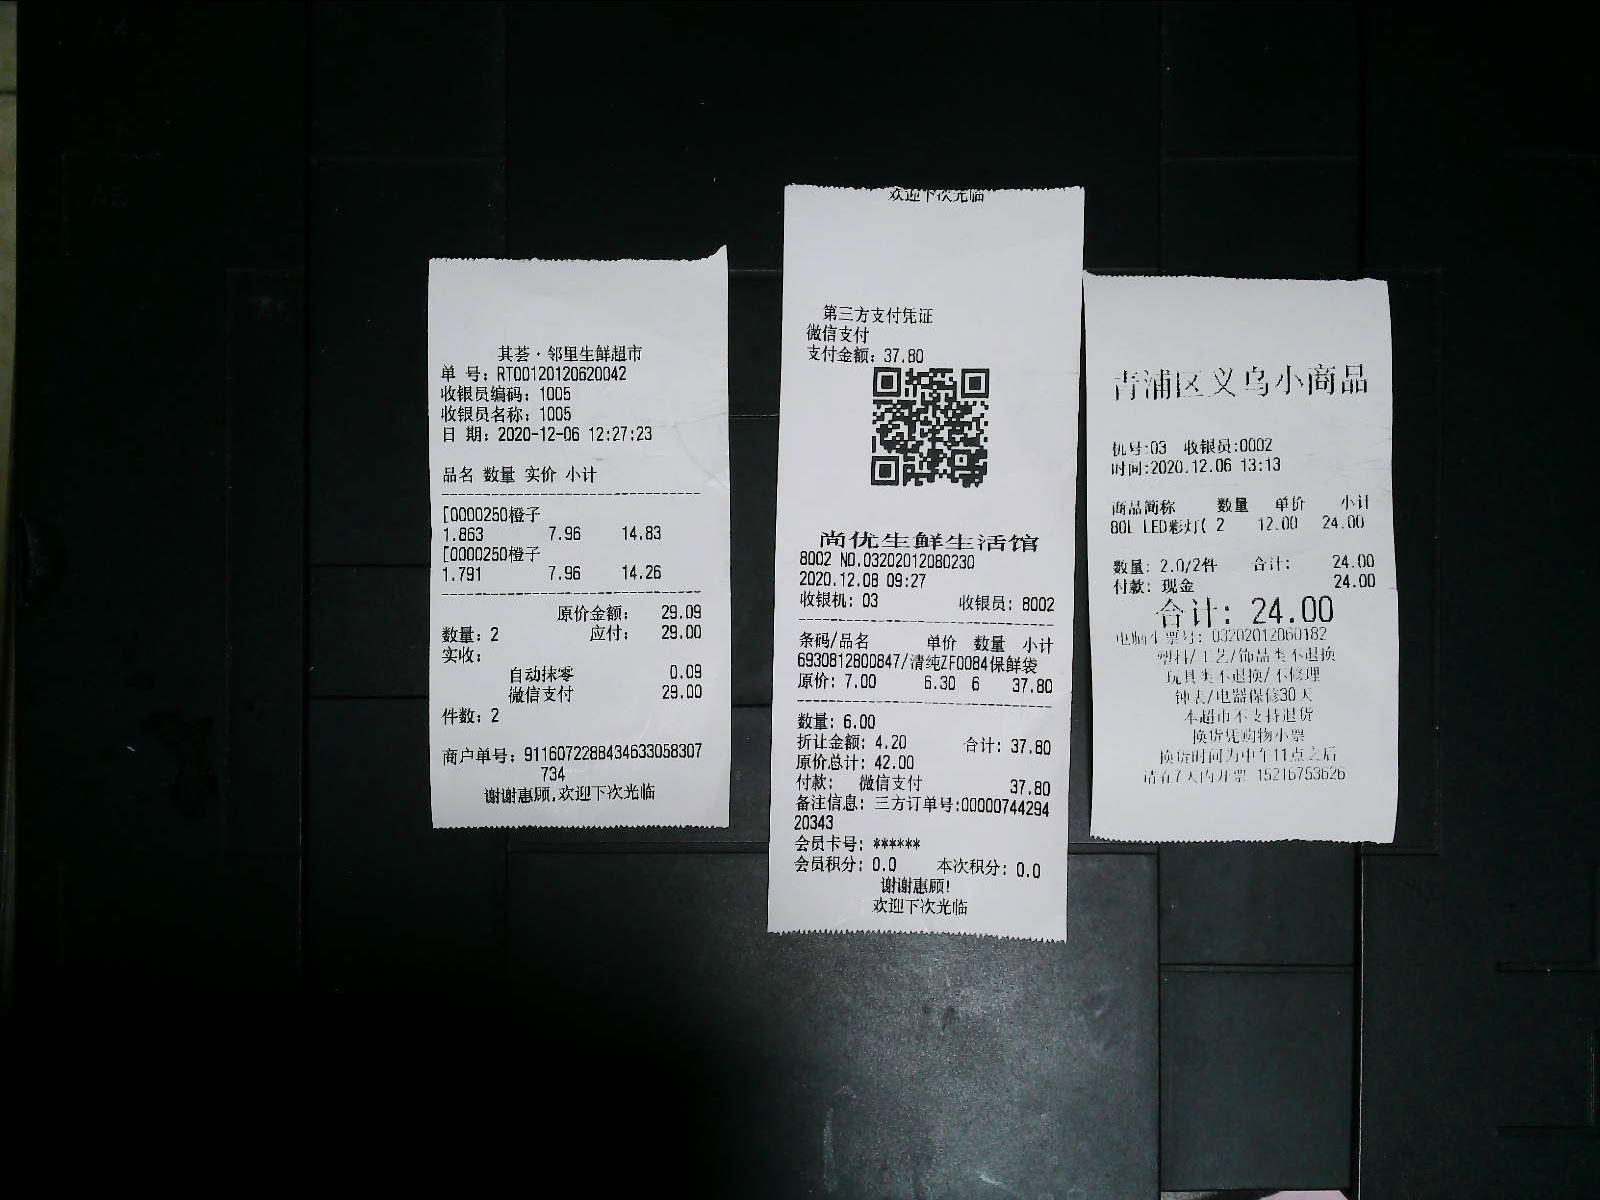 其荟·邻里生鲜超市
单 号：RT00120120620042
收银员编码：1005
收银员名称：1005
日 期：2020-12-06 12:27:23
品名 数量 实价 小计
[0000250橙子
1.863 7.96 14.83
[0000250橙子
1.791 7.96 14.26
原价金额： 29.09
数量：2 应付： 29.00
实收：
自动抹零 0.09
微信支付 29.00
件数：2
商户单号：9116072288434633058307
734
谢谢惠顾,欢迎下次光临
欢迎下次光临
第三方支付凭证
微信支付
支付金额：37.80
尚优生鲜生活馆
8002 NO.03202012080230
2020.12.08 09:27
收银机：03 收银员：8002
条码/品名 单价 数量 小计
6930812800847/清纯ZF0084保鲜袋
原价：7.00 6.30 6 37.80
数量：6.00
折让金额：4.20 合计：37.80
原价总计：42.00
付款： 微信支付 37.80
备注信息：三方订单号:00000744294
20343
会员卡号：******
会员积分：0.0 本次积分：0.0
谢谢惠顾!
欢迎下次光临
青浦区义乌小商品
机号:03 收银员:0002
时间:2020.12.06 13:13
商品简称 数量 单价 小计
80L LED彩灯( 2 12.00 24.00
数量：2.0/2件 合计： 24.00
付款：现金 24.00
合计：24.00
电脑小票号：03202012060182
塑料/工艺/饰品类不退换
玩具类不退换/不修理
钟表/电器保修30天
本超市不支持退货
换货凭购物小票
换货时间为中午11点之后
请在7天内开票 15216753626